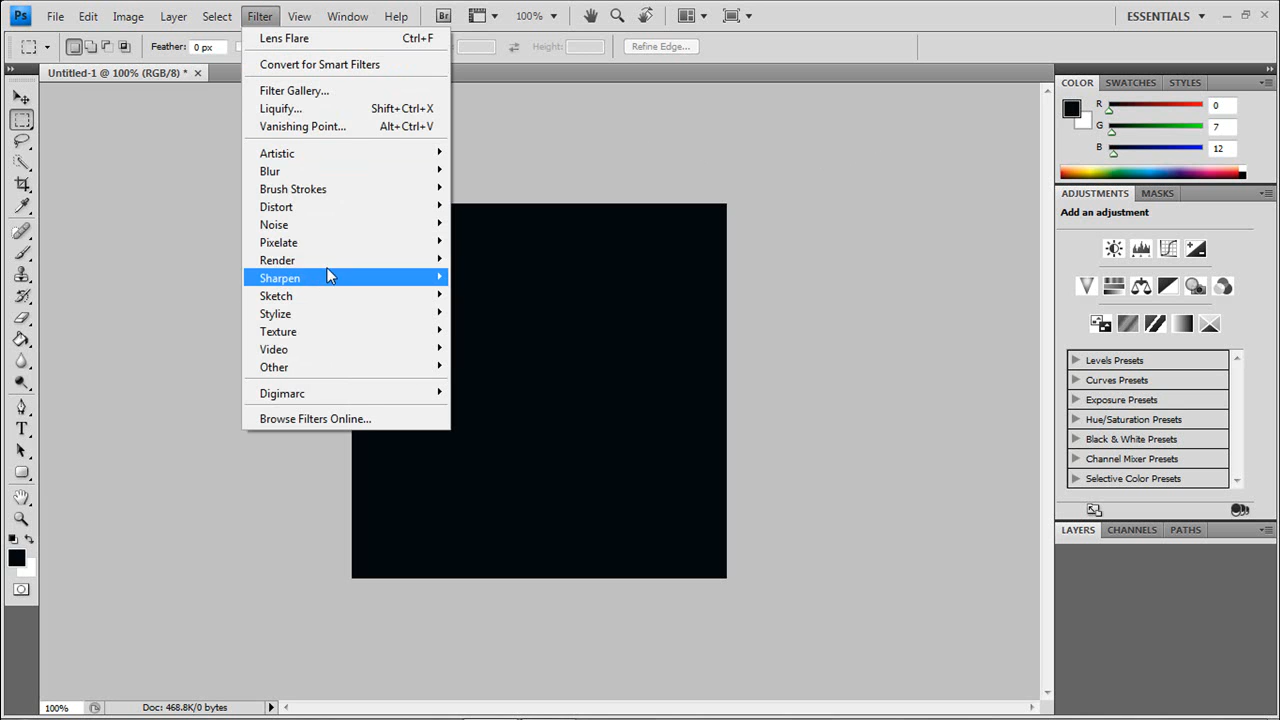 Ps File Edit Image Layer Select Filter View Window Help Br 100% ESSENTIALS
Feather: 0 px Height: Refine Edge...
Untitled-1 @ 100% (RGB/8) *
Lens Flare Ctrl+F
Convert for Smart Filters
Filter Gallery...
Liquify... Shift+Ctrl+X
Vanishing Point... Alt+Ctrl+V
Artistic
Blur
Brush Strokes
Distort
Noise
Pixelate
Render
Sharpen
Sketch
Stylize
Texture
Video
Other
Digimarc
Browse Filters Online...
COLOR SWATCHES STYLES
R 0
G 7
B 12
ADJUSTMENTS MASKS
Add an adjustment
Levels Presets
Curves Presets
Exposure Presets
Hue/Saturation Presets
Black & White Presets
Channel Mixer Presets
Selective Color Presets
LAYERS CHANNELS PATHS
100% Doc: 468.8K/0 bytes